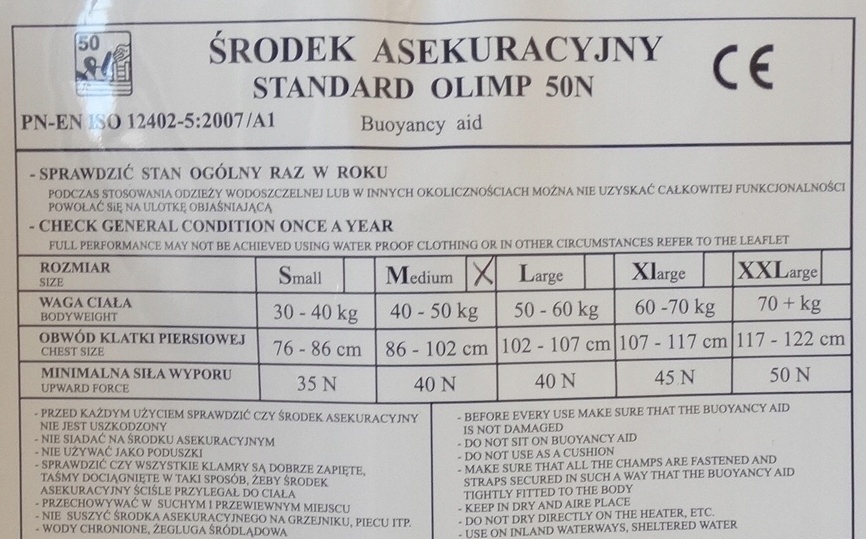 50
ŚRODEK ASEKURACYJNY
STANDARD OLIMP 50N
CE
PN-EN ISO 12402-5:2007/A1
Buoyancy aid
- SPRAWDZIĆ STAN OGÓLNY RAZ W ROKU
PODCZAS STOSOWANIA ODZIEŻY WODOSZCZELNEJ LUB W INNYCH OKOLICZNOŚCIACH MOŻNA NIE UZYSKAĆ CAŁKOWITEJ FUNKCJONALNOŚCI
POWOŁAĆ SiĘ NA ULOTKĘ OBJAŚNIAJĄCĄ
- CHECK GENERAL CONDITION ONCE A YEAR
FULL PERFORMANCE MAY NOT BE ACHIEVED USING WATER PROOF CLOTHING OR IN OTHER CIRCUMSTANCES REFER TO THE LEAFLET
ROZMIAR Small Medium X Large Xlarge XXLarge
SIZE
WAGA CIAŁA 30 - 40 kg 40 - 50 kg 50 - 60 kg 60 -70 kg 70 + kg
BODYWEIGHT
OBWÓD KLATKI PIERSIOWEJ 76 - 86 cm 86 - 102 cm 102 - 107 cm 107 - 117 cm 117 - 122 cm
CHEST SIZE
MINIMALNA SIŁA WYPORU 35 N 40 N 40 N 45 N 50 N
UPWARD FORCE
- PRZED KAŻDYM UŻYCIEM SPRAWDZIĆ CZY ŚRODEK ASEKURACYJNY
NIE JEST USZKODZONY
- NIE SIADAĆ NA ŚRODKU ASEKURACYJNYM
- NIE UŻYWAĆ JAKO PODUSZKI
- SPRAWDZIĆ CZY WSZYSTKIE KLAMRY SĄ DOBRZE ZAPIĘTE,
TAŚMY DOCIĄGNIĘTE W TAKI SPOSÓB, ŻEBY ŚRODEK
ASEKURACYJNY ŚCIŚLE PRZYLEGAŁ DO CIAŁA
- PRZECHOWYWAĆ W SUCHYM I PRZEWIEWNYM MIEJSCU
- NIE SUSZYĆ ŚRODKA ASEKURACYJNEGO NA GRZEJNIKU, PIECU ITP.
- WODY CHRONIONE, ŻEGLUGA ŚRÓDLĄDOWA
- BEFORE EVERY USE MAKE SURE THAT THE BUOYANCY AID
IS NOT DAMAGED
- DO NOT SIT ON BUOYANCY AID
- DO NOT USE AS A CUSHION
- MAKE SURE THAT ALL THE CHAMPS ARE FASTENED AND
STRAPS SECURED IN SUCH A WAY THAT THE BUOYANCY AID
TIGHTLY FITTED TO THE BODY
- KEEP IN DRY AND AIRE PLACE
- DO NOT DRY DIRECTLY ON THE HEATER, ETC.
- USE ON INLAND WATERWAYS, SHELTERED WATER